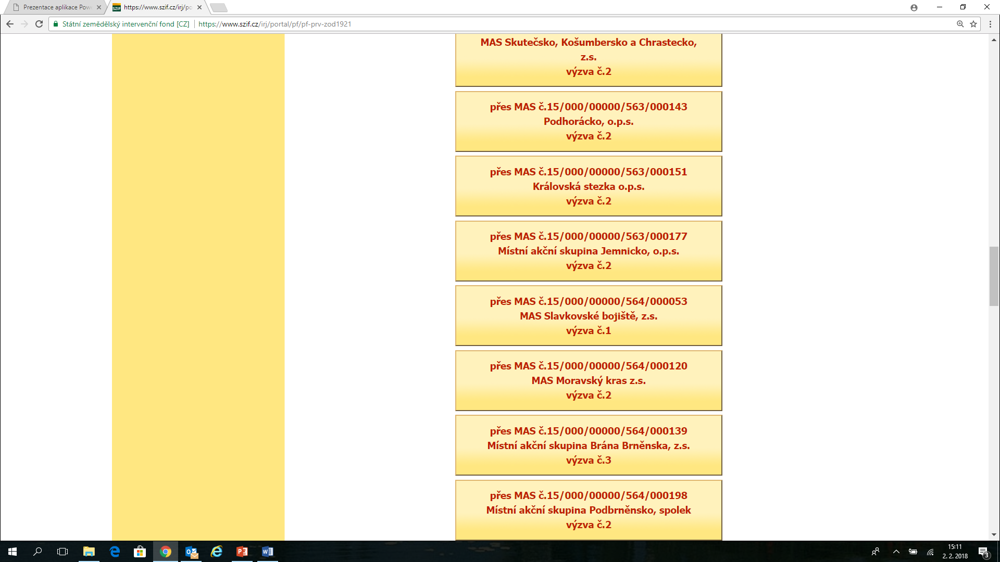 Prezentace aplikace Pow
SZIF
https://www.szif.cz/irj/po
Státní zemědělský intervenční fond [CZ]
https://www.szif.cz/irj/portal/pf/pf-prv-zod1921
MAS Skutečsko, Košumbersko a Chrastecko,
z.s.
výzva č.2
přes MAS č.15/000/00000/563/000143
Podhorácko, o.p.s.
výzva č.2
přes MAS č.15/000/00000/563/000151
Královská stezka o.p.s.
výzva č.2
přes MAS č.15/000/00000/563/000177
Místní akční skupina Jemnicko, o.p.s.
výzva č.2
přes MAS č.15/000/00000/564/000053
MAS Slavkovské bojiště, z.s.
výzva č.1
přes MAS č.15/000/00000/564/000120
MAS Moravský kras z.s.
výzva č.2
přes MAS č.15/000/00000/564/000139
Místní akční skupina Brána Brněnska, z.s.
výzva č.3
přes MAS č.15/000/00000/564/000198
Místní akční skupina Podbrněnsko, spolek
výzva č.2
15:11
2. 2. 2018
3